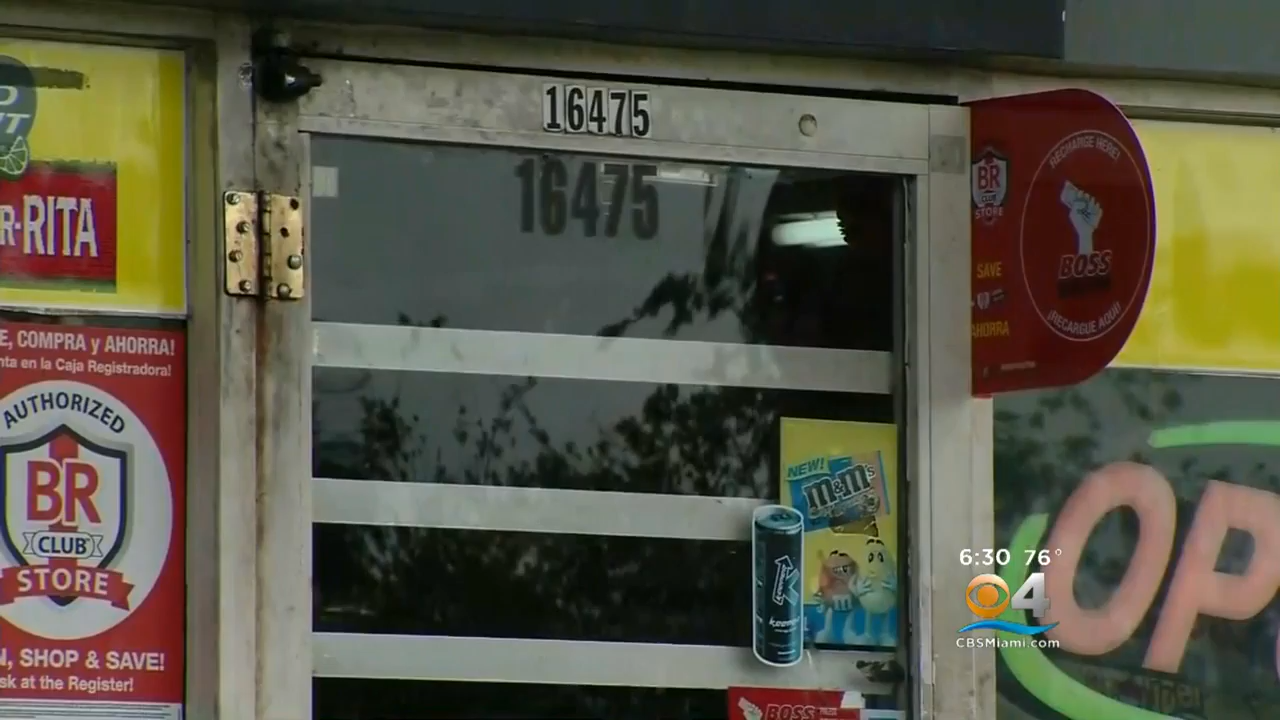 16475
16475
R-RITA
E, COMPRA y AHORRA!
nta en la Caja Registradora!
AUTHORIZED
BR
CLUB
STORE
N, SHOP & SAVE!
sk at the Register!
RECHARGE HERE!
BR
STORE
BOSS
SAVE
AHORRA
¡RECARGUE AQUÍ!
NEW!
m&m's
K
BOSS
OP
6:30 76°
4
CBSMiami.com